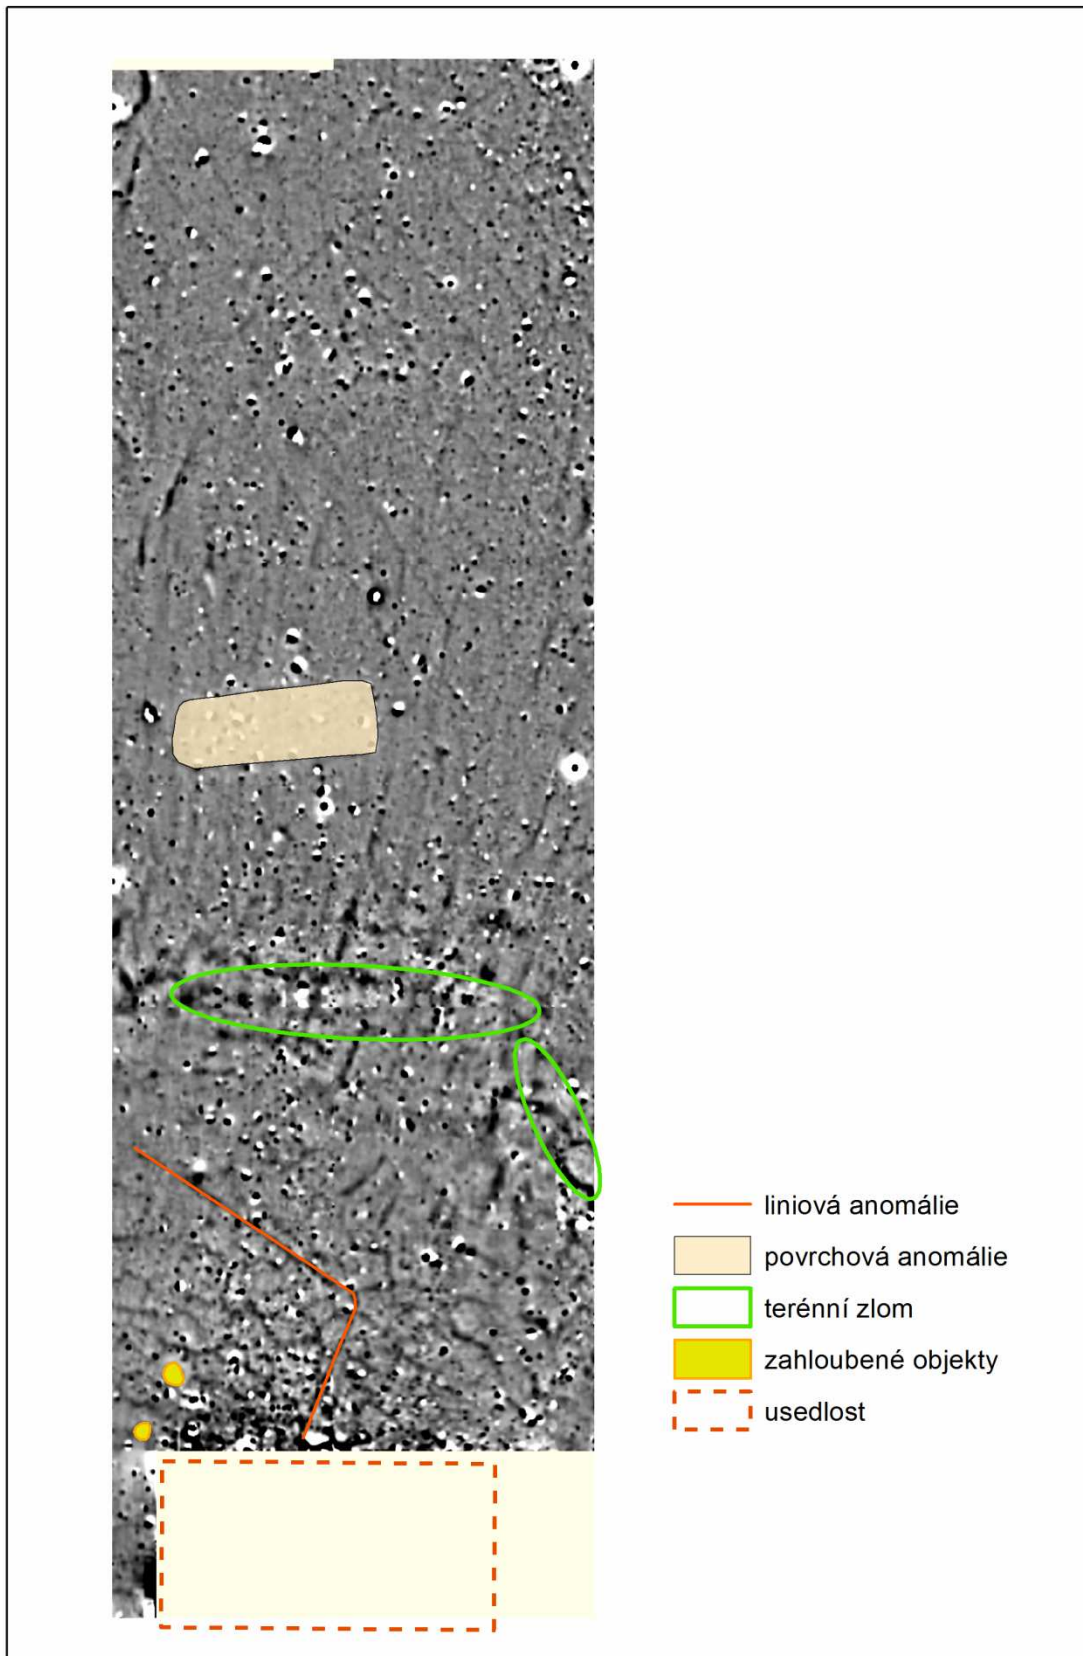 liniová anomálie
povrchová anomálie
terénní zlom
zahloubené objekty
usedlost